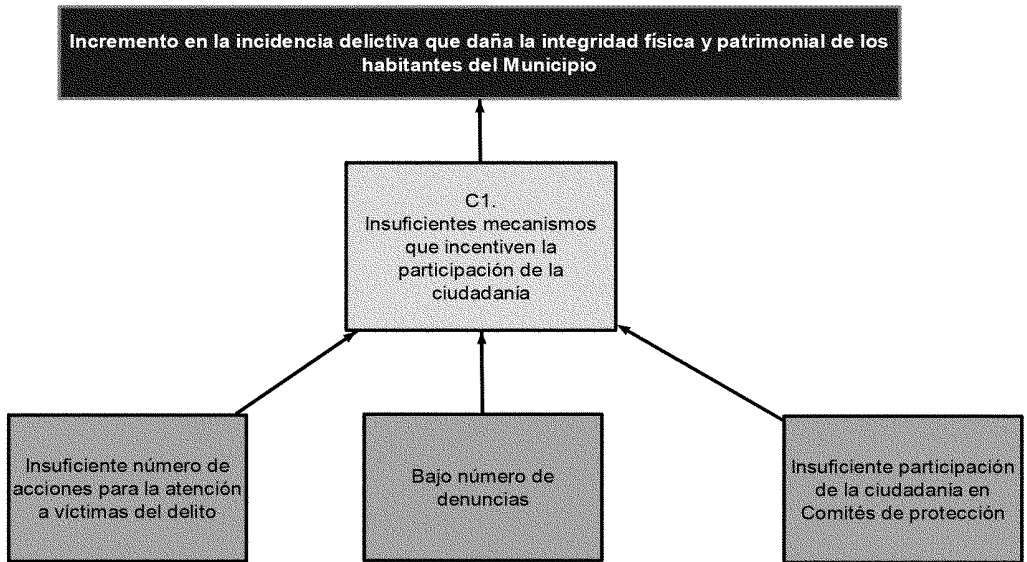 Incremento en la incidencia delictiva que daña la integridad física y patrimonial de los
habitantes del Municipio
C1.
Insuficientes mecanismos
que incentiven la
participación de la
ciudadanía
Insuficiente número de
acciones para la atención
a víctimas del delito
Bajo número de
denuncias
Insuficiente participación
de la ciudadanía en
Comités de protección